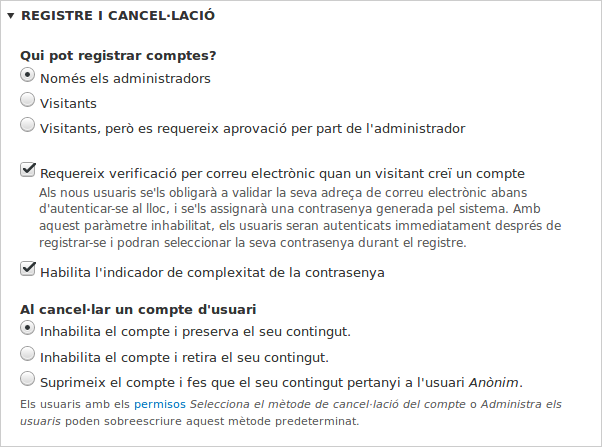 REGISTRE I CANCEL·LACIÓ
Qui pot registrar comptes?
Només els administradors
Visitants
Visitants, però es requereix aprovació per part de l'administrador
Requereix verificació per correu electrònic quan un visitant creï un compte
Als nous usuaris se'ls obligarà a validar la seva adreça de correu electrònic abans
d'autenticar-se al lloc, i se'ls assignarà una contrasenya generada pel sistema. Amb
aquest paràmetre inhabilitat, els usuaris seran autenticats immediatament després de
registrar-se i podran seleccionar la seva contrasenya durant el registre.
Habilita l'indicador de complexitat de la contrasenya
Al cancel·lar un compte d'usuari
Inhabilita el compte i preserva el seu contingut.
Inhabilita el compte i retira el seu contingut.
Suprimeix el compte i fes que el seu contingut pertanyi a l'usuari Anònim.
Els usuaris amb els permisos Selecciona el mètode de cancel·lació del compte o Administra els
usuaris poden sobreescriure aquest mètode predeterminat.